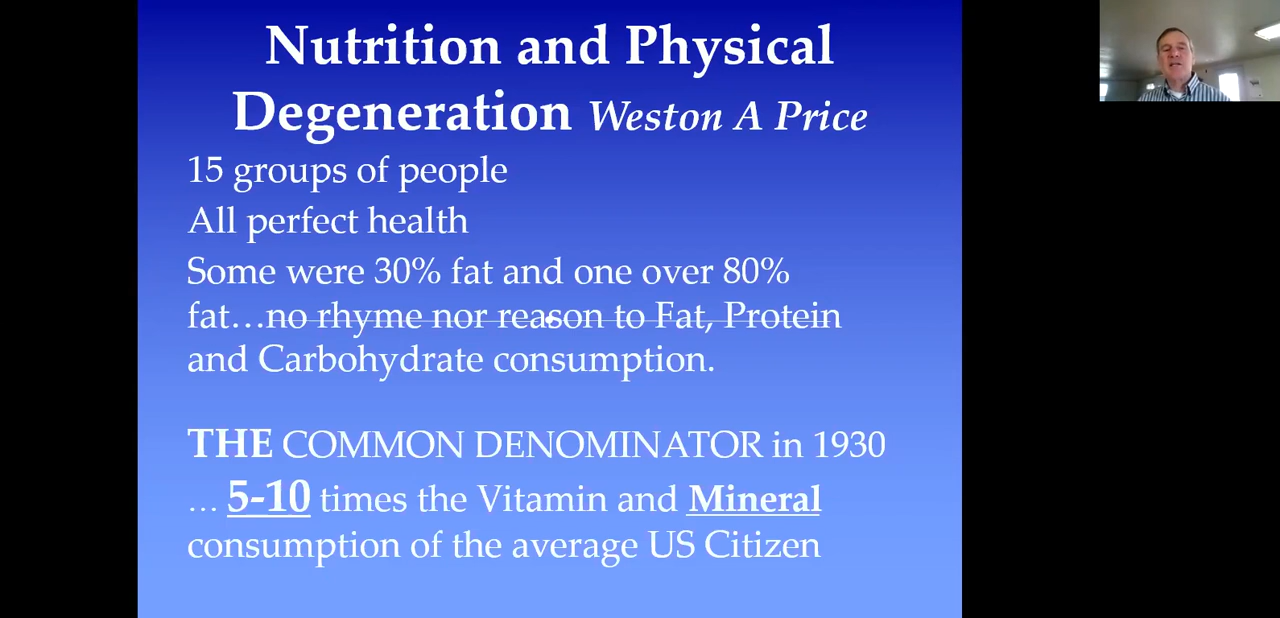 Nutrition and Physical
Degeneration Weston A Price
15 groups of people
All perfect health
Some were 30% fat and one over 80%
fat…no rhyme nor reason to Fat, Protein
and Carbohydrate consumption.
THE COMMON DENOMINATOR in 1930
… 5-10 times the Vitamin and Mineral
consumption of the average US Citizen